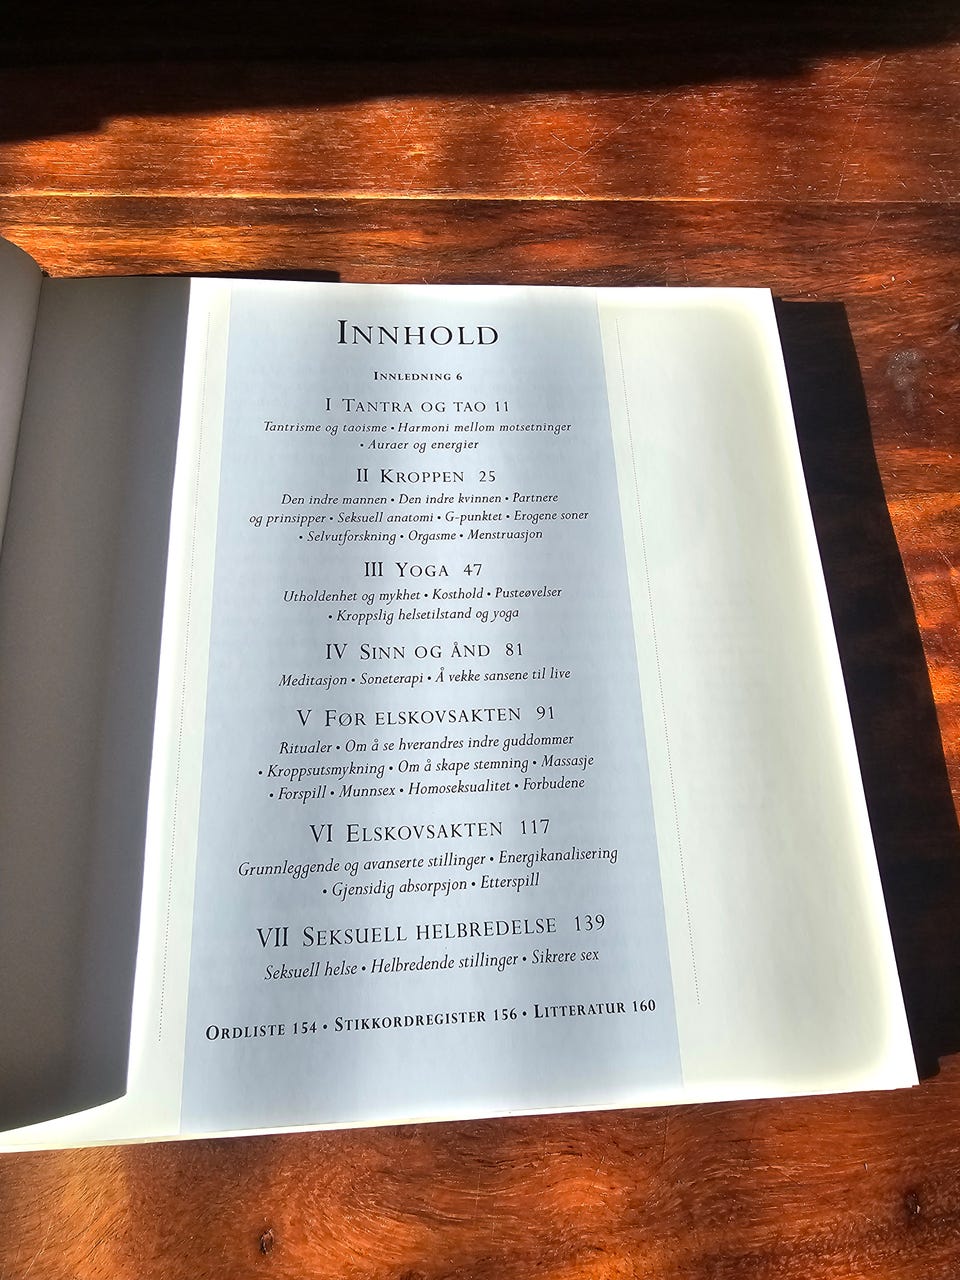 INNHOLD
INNLEDNING 6
I TANTRA OG TAO 11
Tantrisme og taoisme • Harmoni mellom motsetninger
• Auraer og energier
II KROPPEN 25
Den indre mannen • Den indre kvinnen • Partnere
og prinsipper • Seksuell anatomi • G-punktet • Erogene soner
• Selvutforskning • Orgasme • Menstruasjon
III YOGA 47
Utholdenhet og mykhet • Kosthold • Pusteøvelser
• Kroppslig helsetilstand og yoga
IV SINN OG ÅND 81
Meditasjon • Soneterapi • Å vekke sansene til live
V FØR ELSKOVSAKTEN 91
Ritualer • Om å se hverandres indre guddommer
• Kroppsutsmykning • Om å skape stemning • Massasje
• Forspill • Munnsex • Homoseksualitet • Forbudene
VI ELSKOVSAKTEN 117
Grunnleggende og avanserte stillinger • Energikanalisering
• Gjensidig absorpsjon • Etterspill
VII SEKSUELL HELBREDELSE 139
Seksuell helse • Helbredende stillinger • Sikrere sex
ORDLISTE 154 • STIKKORDREGISTER 156 • LITTERATUR 160